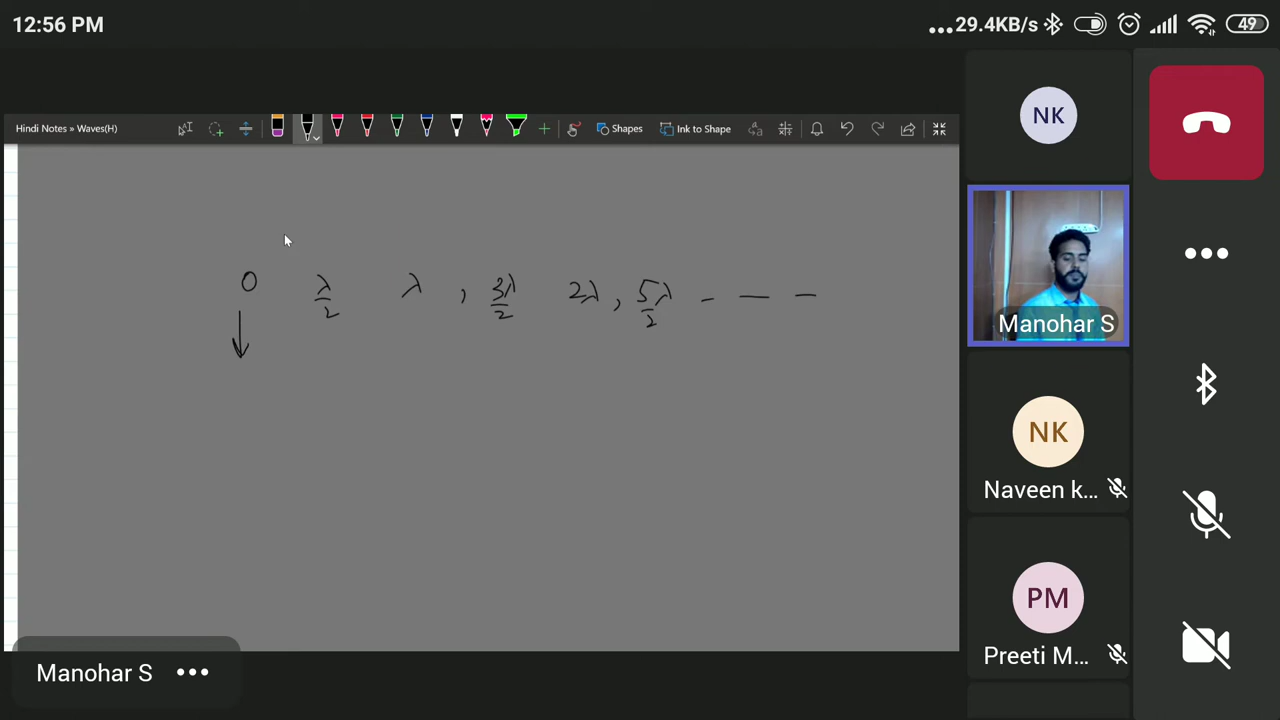 12:56 PM
...29.4KB/s
49
Hindi Notes » Waves(H)
Shapes
Ink to Shape
0 λ/2 λ , 3λ/2 2λ , 5λ/2 - — —
NK
Manohar S
NK
Naveen k...
PM
Preeti M...
Manohar S •••